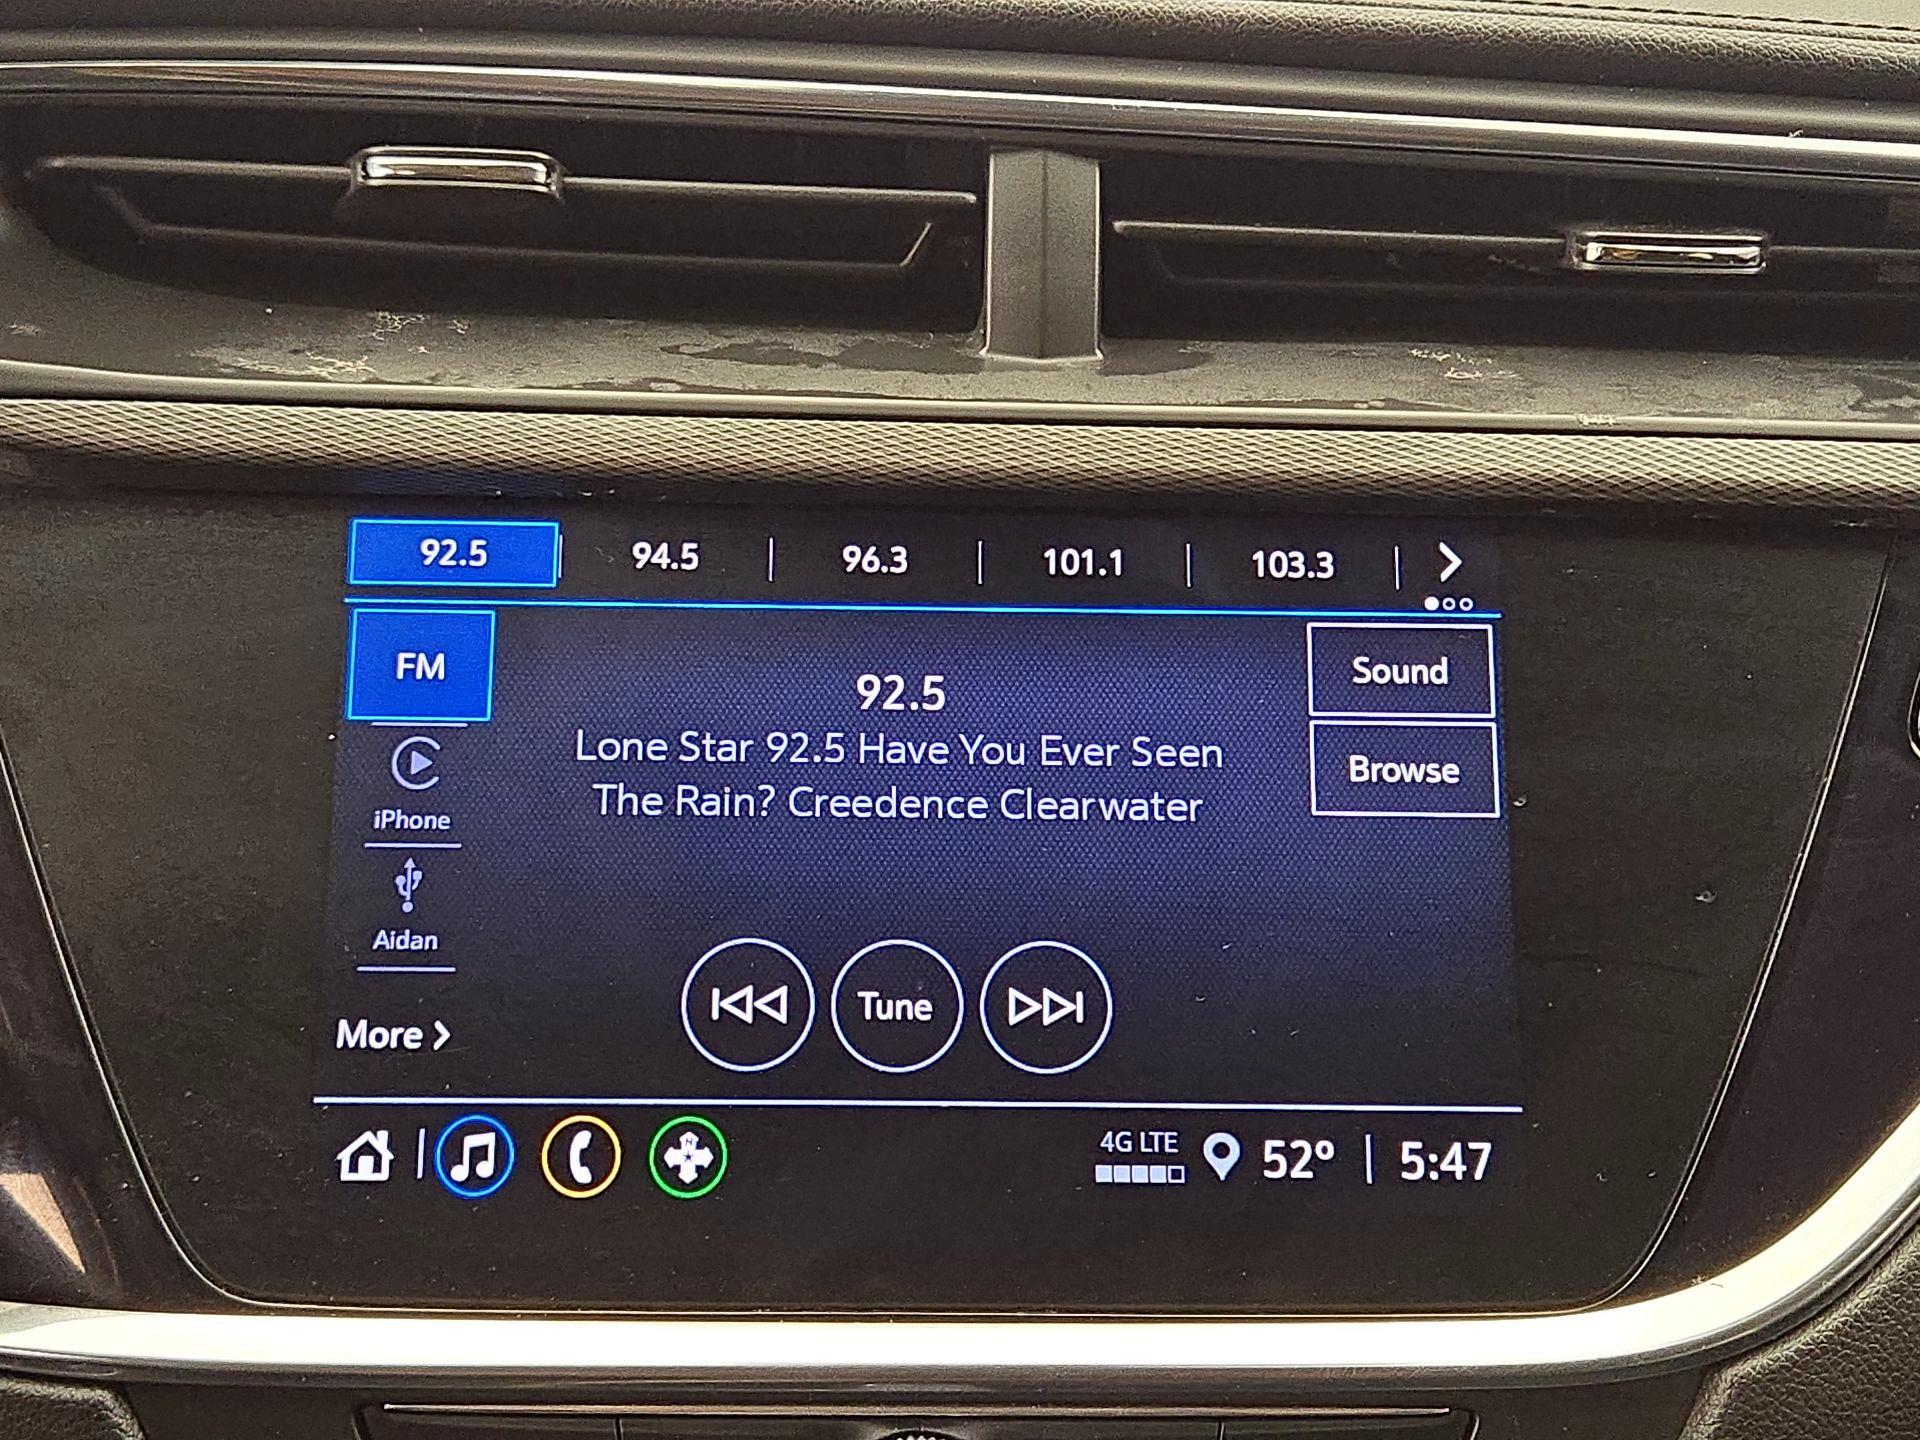 92.5 | 94.5 | 96.3 | 101.1 | 103.3 |
FM
92.5
Sound
Lone Star 92.5 Have You Ever Seen
The Rain? Creedence Clearwater
Browse
iPhone
Aidan
More
Tune
N
4G LTE
52° | 5:47